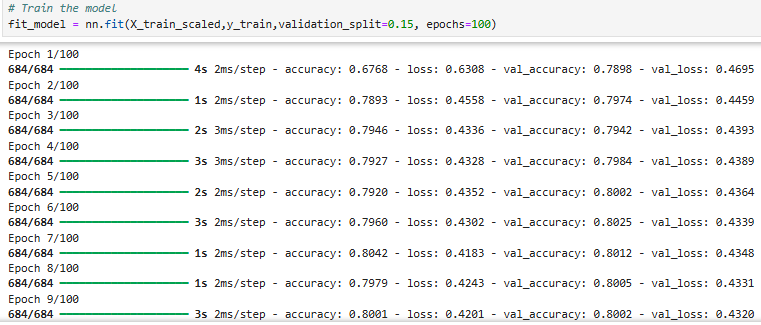 # Train the model
fit_model = nn.fit(X_train_scaled,y_train,validation_split=0.15, epochs=100)
Epoch 1/100
684/684 ━━━━━━━━━━━━━━━━━━━━ 4s 2ms/step - accuracy: 0.6768 - loss: 0.6308 - val_accuracy: 0.7898 - val_loss: 0.4695
Epoch 2/100
684/684 ━━━━━━━━━━━━━━━━━━━━ 1s 2ms/step - accuracy: 0.7893 - loss: 0.4558 - val_accuracy: 0.7974 - val_loss: 0.4459
Epoch 3/100
684/684 ━━━━━━━━━━━━━━━━━━━━ 2s 3ms/step - accuracy: 0.7946 - loss: 0.4336 - val_accuracy: 0.7942 - val_loss: 0.4393
Epoch 4/100
684/684 ━━━━━━━━━━━━━━━━━━━━ 3s 3ms/step - accuracy: 0.7927 - loss: 0.4328 - val_accuracy: 0.7984 - val_loss: 0.4389
Epoch 5/100
684/684 ━━━━━━━━━━━━━━━━━━━━ 2s 2ms/step - accuracy: 0.7920 - loss: 0.4352 - val_accuracy: 0.8002 - val_loss: 0.4364
Epoch 6/100
684/684 ━━━━━━━━━━━━━━━━━━━━ 3s 2ms/step - accuracy: 0.7960 - loss: 0.4302 - val_accuracy: 0.8025 - val_loss: 0.4339
Epoch 7/100
684/684 ━━━━━━━━━━━━━━━━━━━━ 1s 2ms/step - accuracy: 0.8042 - loss: 0.4183 - val_accuracy: 0.8012 - val_loss: 0.4348
Epoch 8/100
684/684 ━━━━━━━━━━━━━━━━━━━━ 1s 2ms/step - accuracy: 0.7979 - loss: 0.4243 - val_accuracy: 0.8005 - val_loss: 0.4331
Epoch 9/100
684/684 ━━━━━━━━━━━━━━━━━━━━ 3s 2ms/step - accuracy: 0.8001 - loss: 0.4201 - val_accuracy: 0.8002 - val_loss: 0.4320